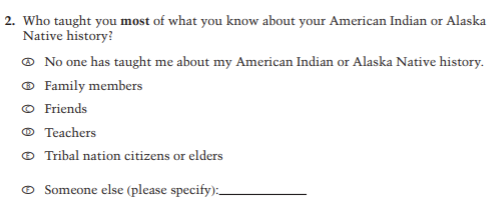 2. Who taught you most of what you know about your American Indian or Alaska
Native history?
Ⓐ No one has taught me about my American Indian or Alaska Native history.
Ⓑ Family members
Ⓒ Friends
Ⓓ Teachers
Ⓔ Tribal nation citizens or elders
Ⓕ Someone else (please specify):____________